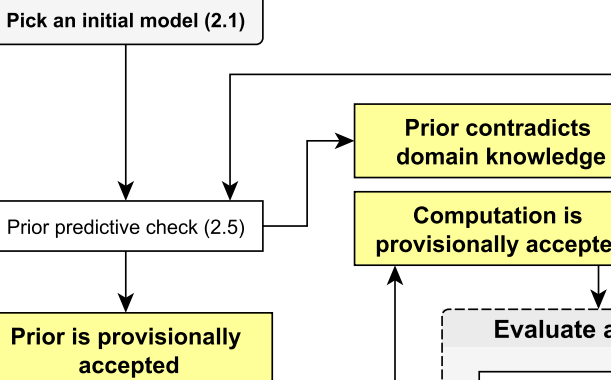 Pick an initial model (2.1)
Prior contradicts
domain knowledge
Prior predictive check (2.5)
Computation is
provisionally
Evaluate
Prior is provisionally
accepted